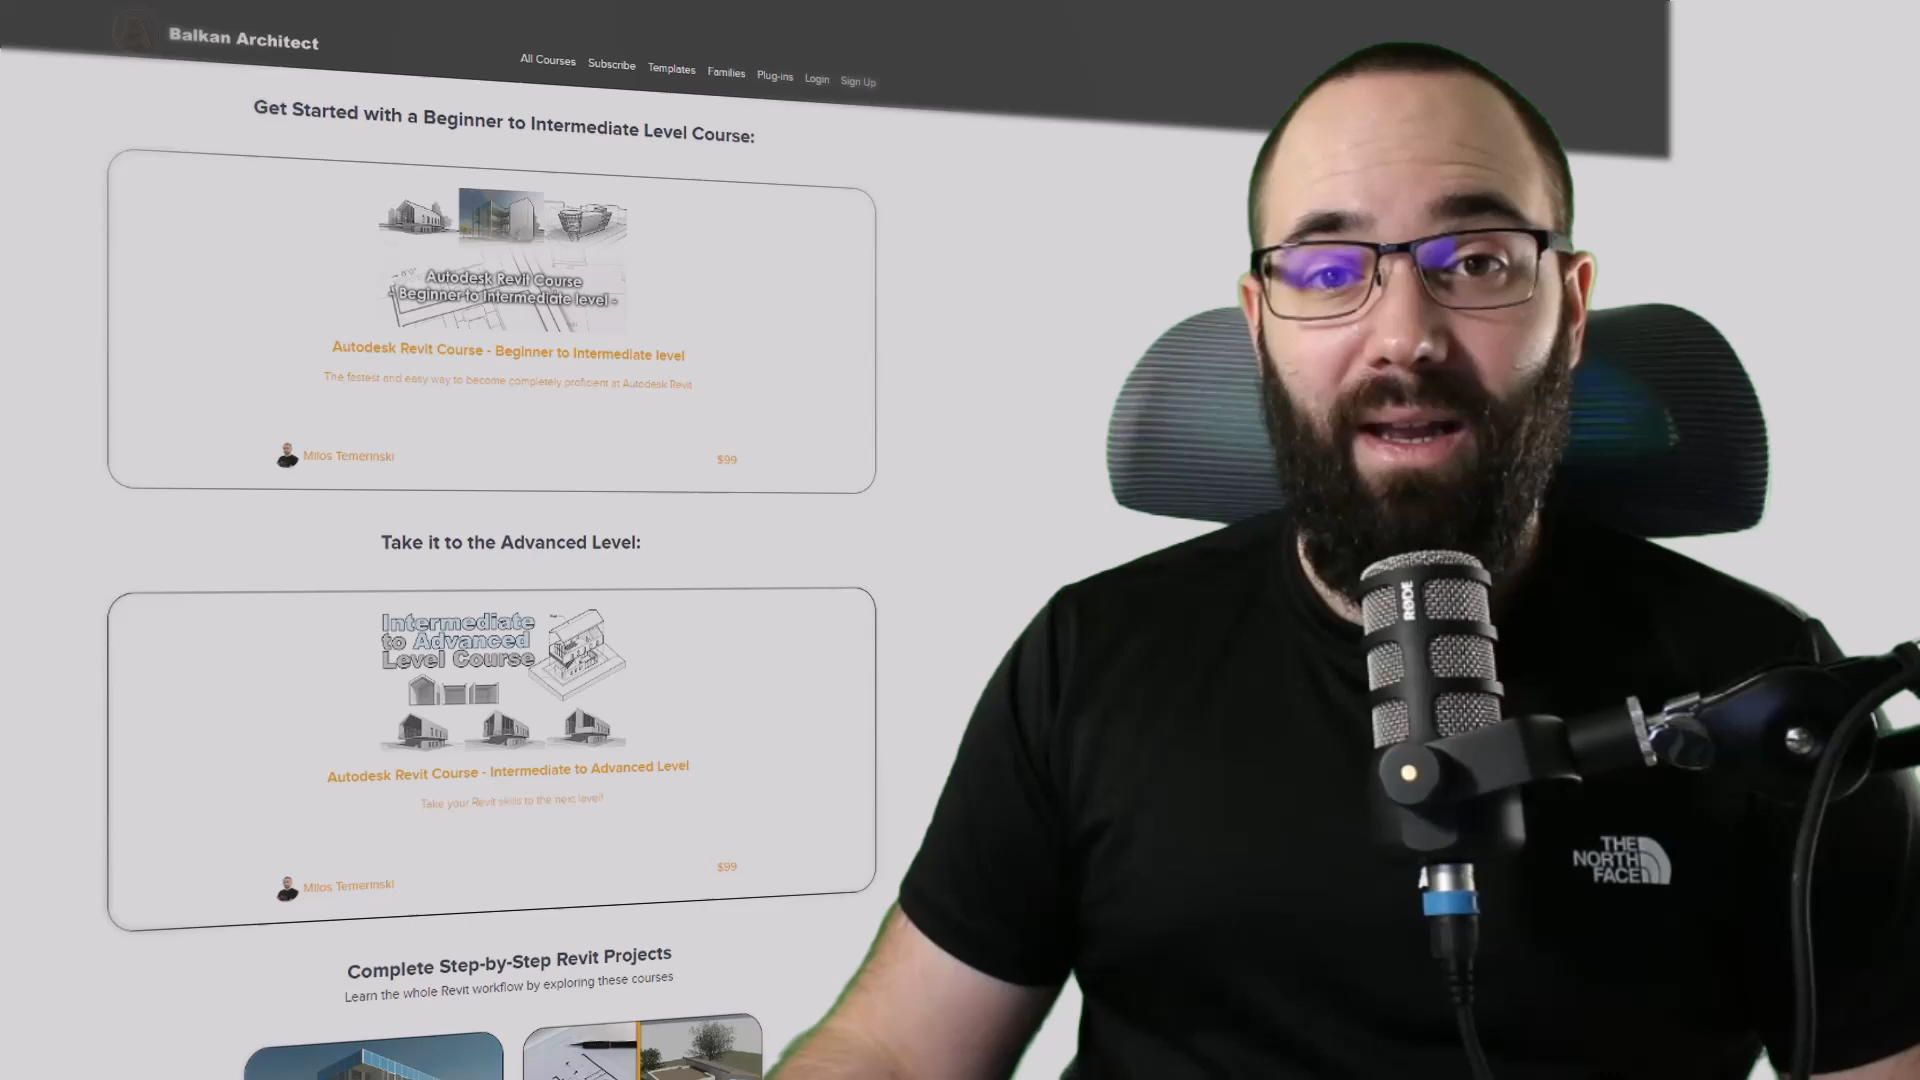 Balkan Architect
All Courses Subscribe Templates Families Plug-ins Login Sign Up
Get Started with a Beginner to Intermediate Level Course:
Autodesk Revit Course
- Beginner to Intermediate level -
Autodesk Revit Course - Beginner to Intermediate level
The fastest and easy way to become completely proficient at Autodesk Revit
Milos Temerinski
$99
Take it to the Advanced Level:
Intermediate
to Advanced
Level Course
Autodesk Revit Course - Intermediate to Advanced Level
Take your Revit skills to the next level!
Milos Temerinski
$99
Complete Step-by-Step Revit Projects
Learn the whole Revit workflow by exploring these courses
RØDE
THE
NORTH
FACE